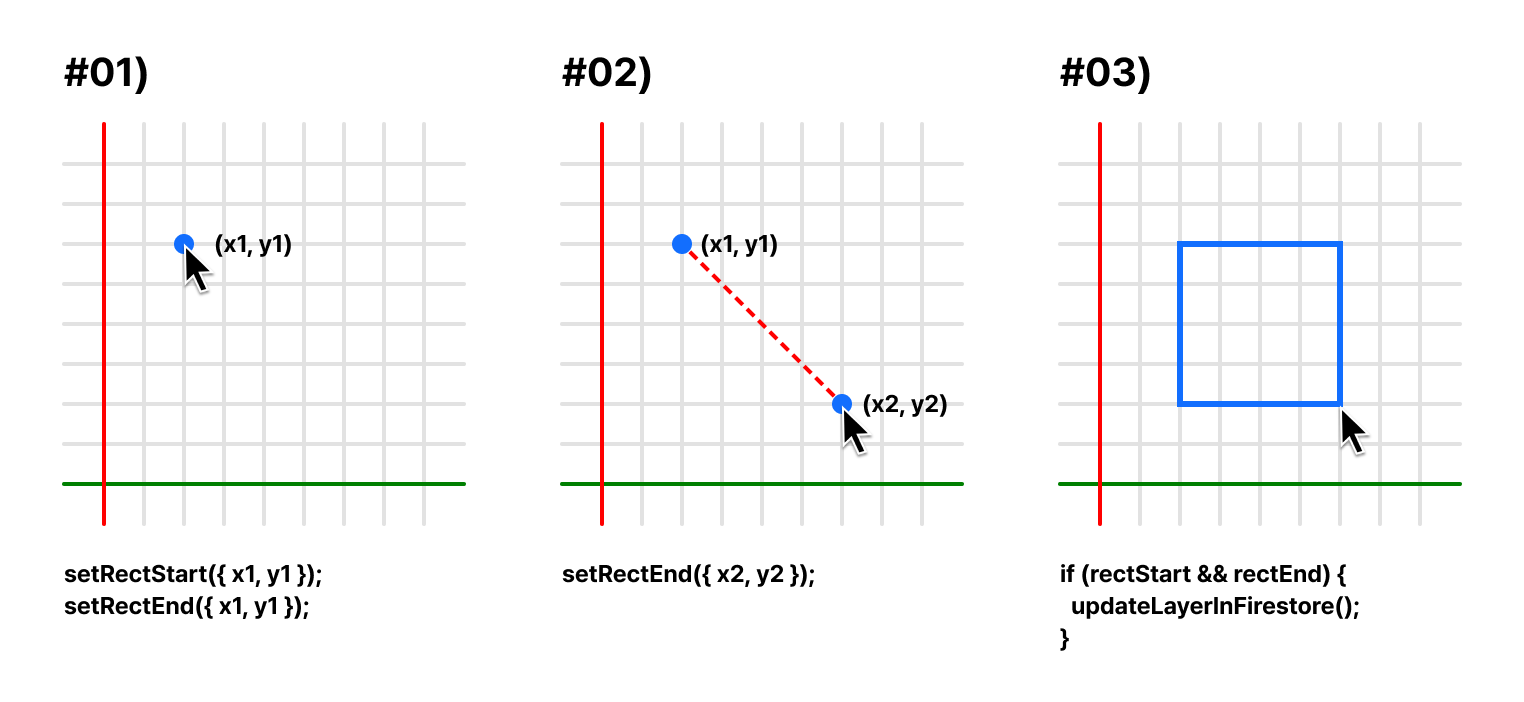 #01)
(x1, y1)
setRectStart({ x1, y1 });
setRectEnd({ x1, y1 });
#02)
(x1, y1)
(x2, y2)
setRectEnd({ x2, y2 });
#03)
if (rectStart && rectEnd) {
  updateLayerInFirestore();
}